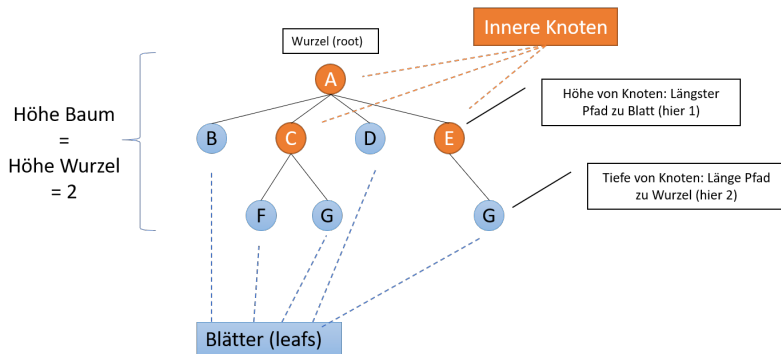 Innere Knoten
Wurzel (root)
A
Höhe von Knoten: Längster
Pfad zu Blatt (hier 1)
Höhe Baum
=
Höhe Wurzel
= 2
B
C
D
E
Tiefe von Knoten: Länge Pfad
zu Wurzel (hier 2)
F
G
G
Blätter (leafs)